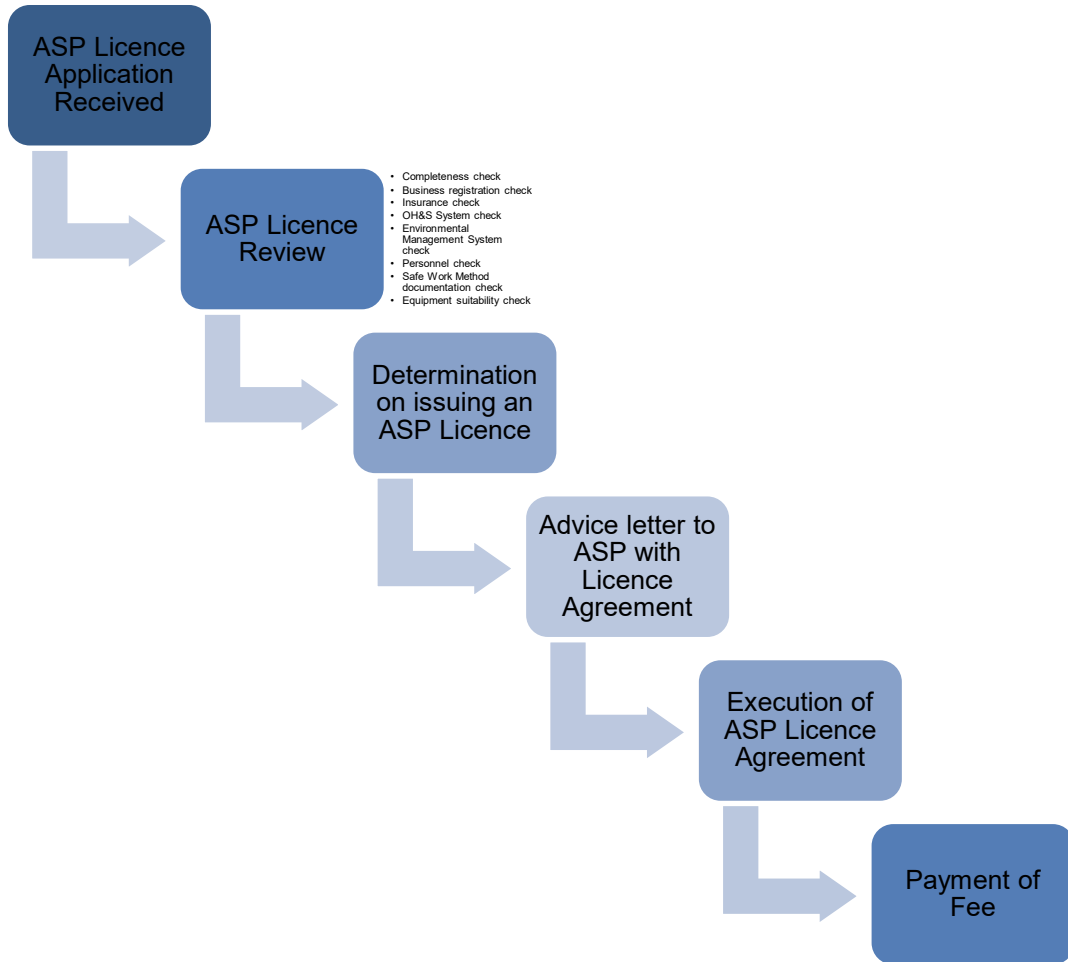 ASP Licence
Application
Received
ASP Licence
Review
• Completeness check
• Business registration check
• Insurance check
• OH&S System check
• Environmental
Management System
check
• Personnel check
• Safe Work Method
documentation check
• Equipment suitability check
Determination
on issuing an
ASP Licence
Advice letter to
ASP with
Licence
Agreement
Execution of
ASP Licence
Agreement
Payment of
Fee